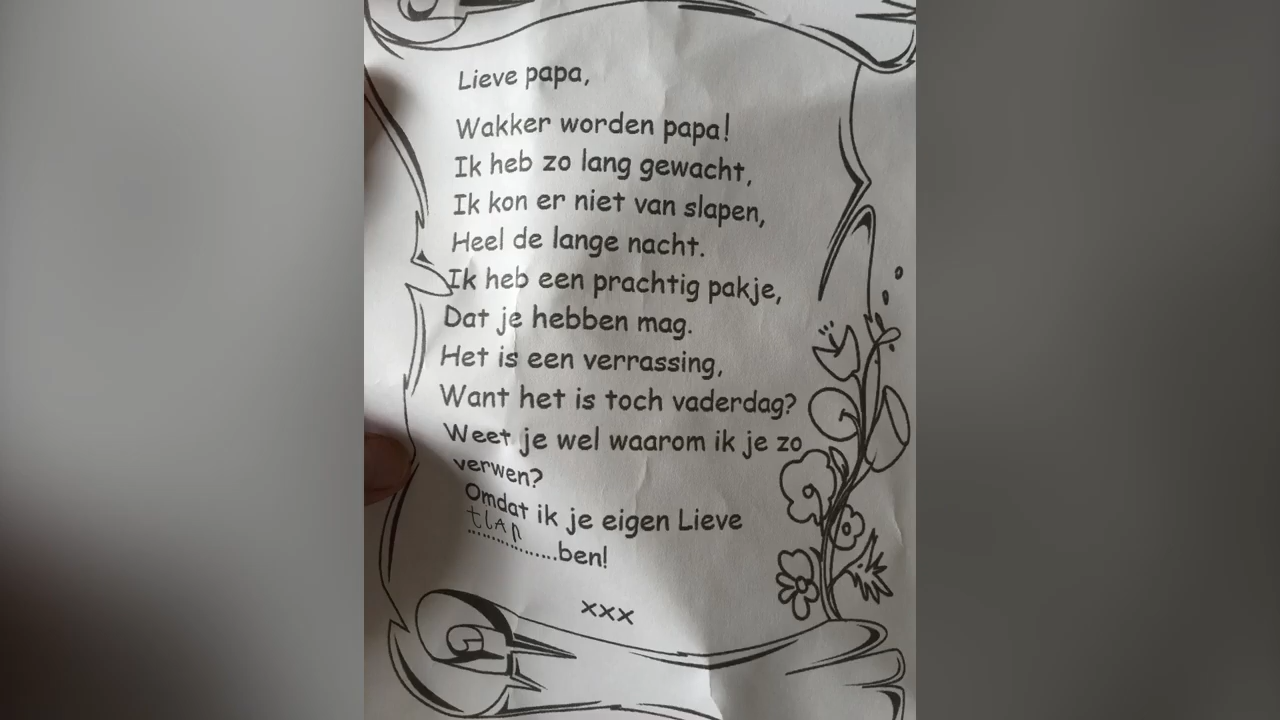 Lieve papa,
Wakker worden papa!
Ik heb zo lang gewacht,
Ik kon er niet van slapen,
Heel de lange nacht.
Ik heb een prachtig pakje,
Dat je hebben mag.
Het is een verrassing,
Want het is toch vaderdag?
Weet je wel waarom ik je zo
verwen?
Omdat ik je eigen Lieve
................ben!
xxx